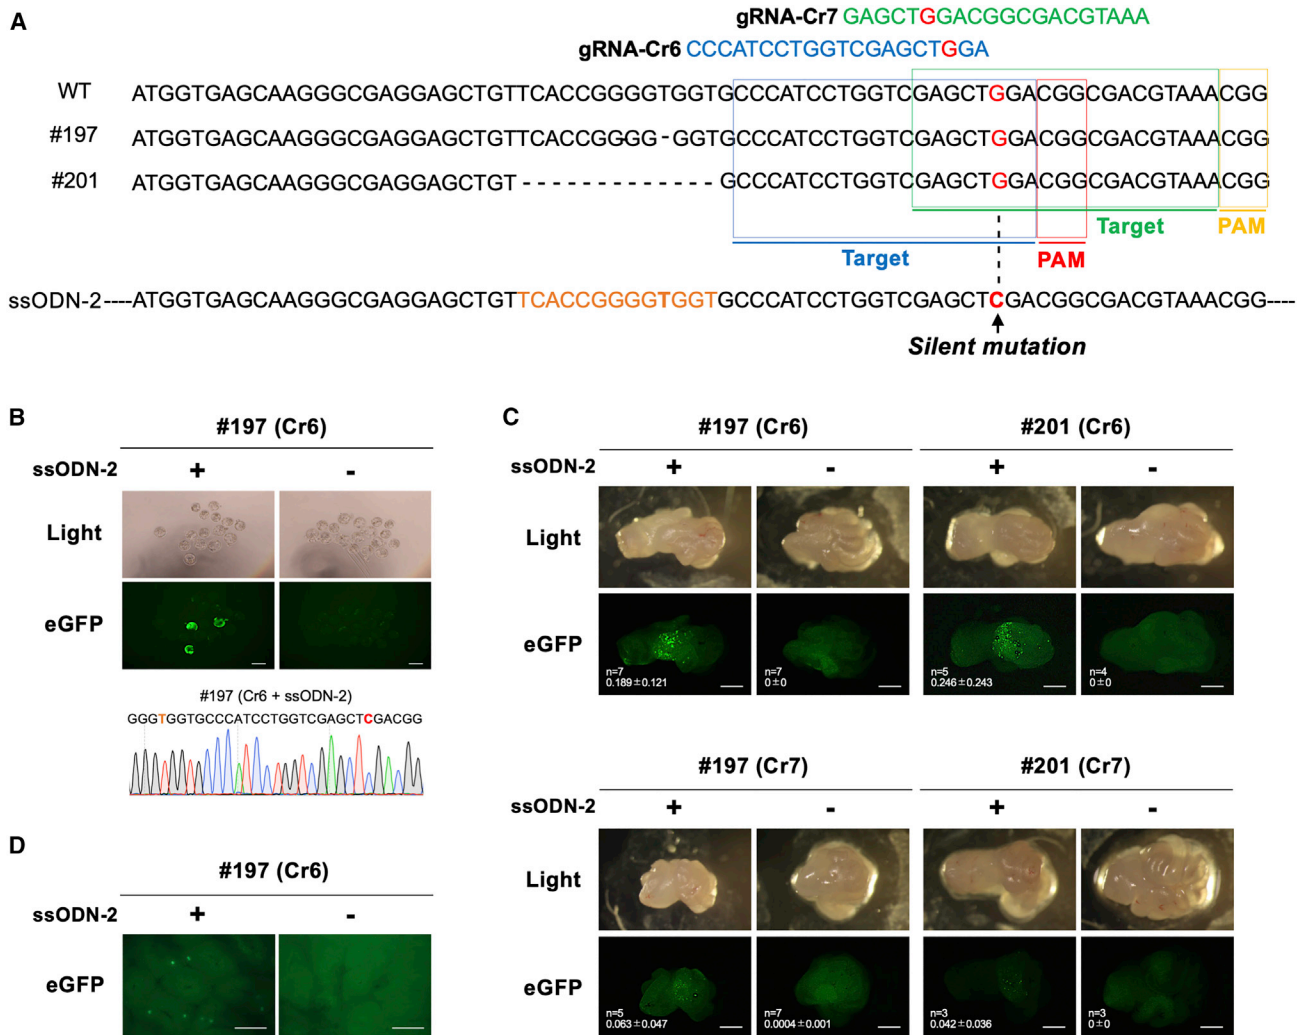 A
gRNA-Cr7 GAGCTGGACGGCGACGTAAA
gRNA-Cr6 CCCATCCTGGTCGAGCTGGA
WT ATGGTGAGCAAGGGCGAGGAGCTGTTCACCGGGGTGGTGCCCATCCTGGTCGAGCTGGACGGCGACGTAAACGG
#197 ATGGTGAGCAAGGGCGAGGAGCTGTTCACCGGGG-GGTGCCCATCCTGGTCGAGCTGGACGGCGACGTAAACGG
#201 ATGGTGAGCAAGGGCGAGGAGCTGT-------------GCCCATCCTGGTCGAGCTGGACGGCGACGTAAACGG
Target PAM
Target PAM
ssODN-2----ATGGTGAGCAAGGGCGAGGAGCTGTTCACCGGGGTGGTGCCCATCCTGGTCGAGCTCGACGGCGACGTAAACGG----
Silent mutation
B
#197 (Cr6)
ssODN-2 + -
Light
eGFP
#197 (Cr6 + ssODN-2)
GGGTGGTGCCCATCCTGGTCGAGCTCGACGG
C
#197 (Cr6) #201 (Cr6)
ssODN-2 + - + -
Light
eGFP
n=7 n=7 n=5 n=4
0.189±0.121 0±0 0.246±0.243 0±0
#197 (Cr7) #201 (Cr7)
ssODN-2 + - + -
Light
eGFP
n=5 n=7 n=3 n=3
0.063±0.047 0.0004±0.001 0.042±0.036 0±0
D
#197 (Cr6)
ssODN-2 + -
eGFP